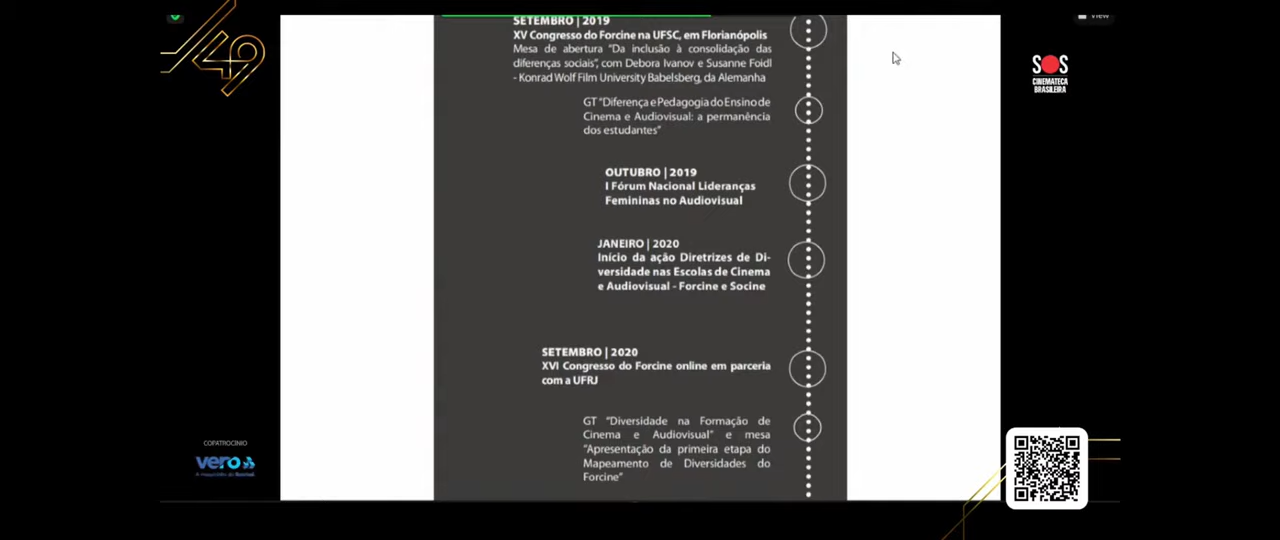 SETEMBRO | 2019
XV Congresso do Forcine na UFSC, em Florianópolis
Mesa de abertura “Da inclusão à consolidação das
diferenças sociais”, com Debora Ivanov e Susanne Foidl
- Konrad Wolf Film University Babelsberg, da Alemanha
GT “Diferença e Pedagogia do Ensino de
Cinema e Audiovisual: a permanência
dos estudantes”
OUTUBRO | 2019
I Fórum Nacional Lideranças
Femininas no Audiovisual
JANEIRO | 2020
Início da ação Diretrizes de Di-
versidade nas Escolas de Cinema
e Audiovisual - Forcine e Socine
SETEMBRO | 2020
XVI Congresso do Forcine online em parceria
com a UFRJ
GT “Diversidade na Formação de
Cinema e Audiovisual” e mesa
“Apresentação da primeira etapa do
Mapeamento de Diversidades do
Forcine”
49
View
SOS
CINEMATECA
BRASILEIRA
COPATROCÍNIO
vero